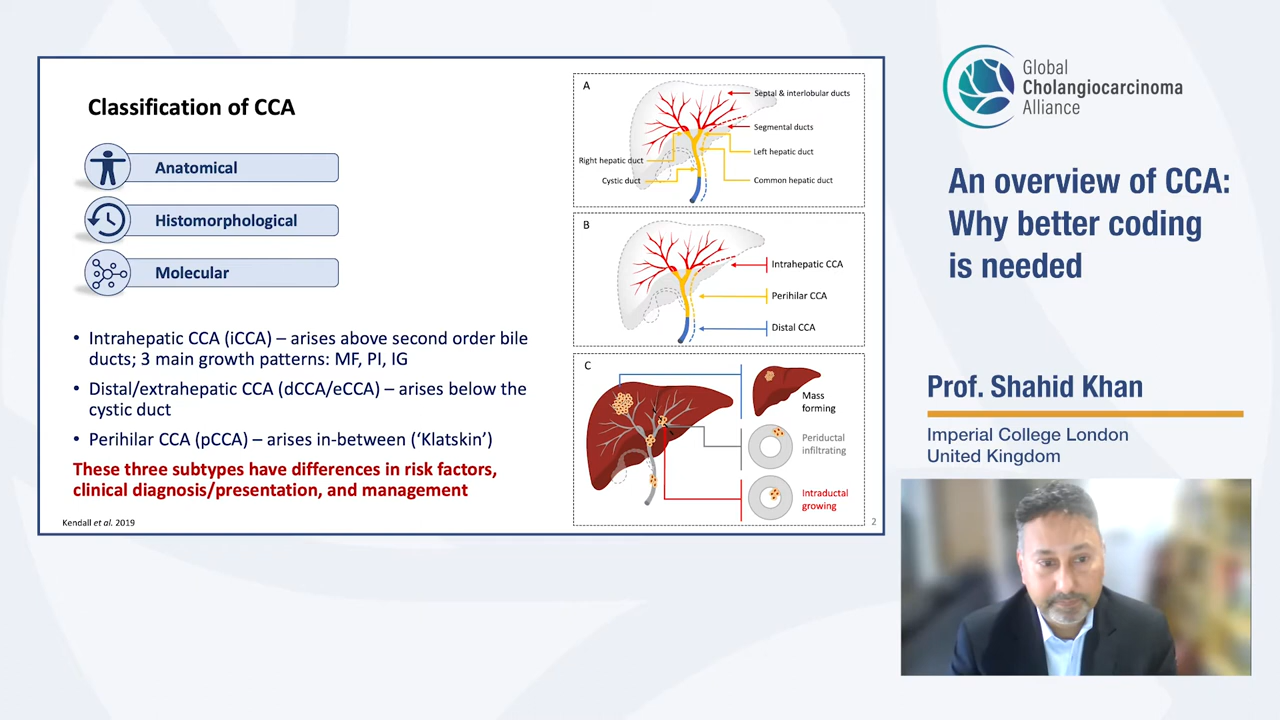 Classification of CCA
Anatomical
Histomorphological
Molecular
• Intrahepatic CCA (iCCA) – arises above second order bile
ducts; 3 main growth patterns: MF, PI, IG
• Distal/extrahepatic CCA (dCCA/eCCA) – arises below the
cystic duct
• Perihilar CCA (pCCA) – arises in-between (‘Klatskin’)
These three subtypes have differences in risk factors,
clinical diagnosis/presentation, and management
Kendall et al. 2019
A
Septal & interlobular ducts
Segmental ducts
Left hepatic duct
Right hepatic duct
Cystic duct
Common hepatic duct
B
Intrahepatic CCA
Perihilar CCA
Distal CCA
C
Mass
forming
Periductal
infiltrating
Intraductal
growing
2
Global
Cholangiocarcinoma
Alliance
An overview of CCA:
Why better coding
is needed
Prof. Shahid Khan
Imperial College London
United Kingdom